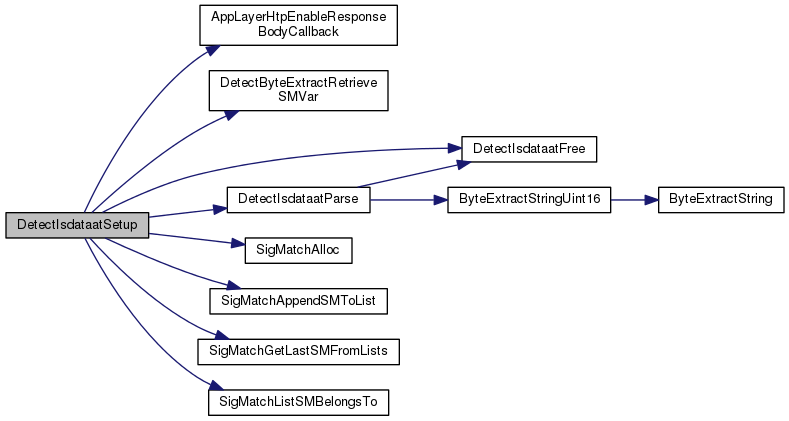 AppLayerHtpEnableResponse
BodyCallback
DetectByteExtractRetrieve
SMVar
DetectIsdataatFree
DetectIsdataatParse
ByteExtractStringUint16
ByteExtractString
DetectIsdataatSetup
SigMatchAlloc
SigMatchAppendSMToList
SigMatchGetLastSMFromLists
SigMatchListSMBelongsTo